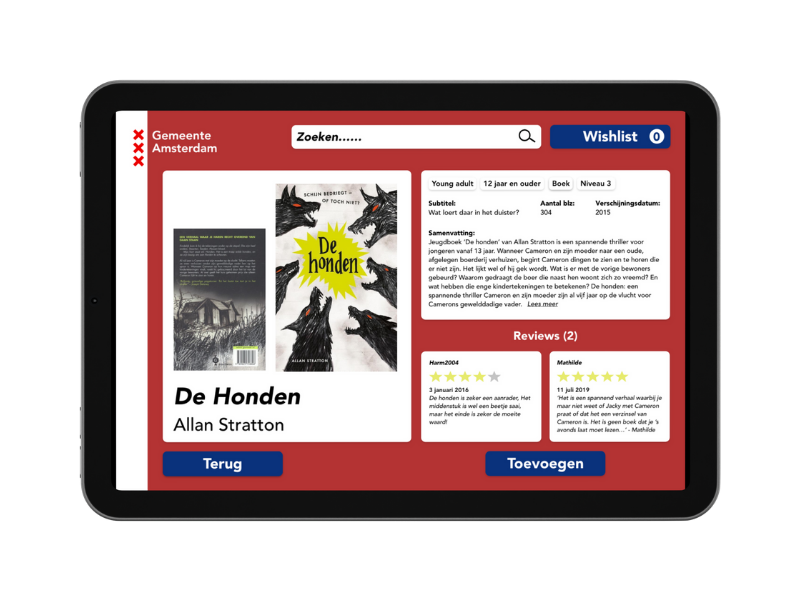 Gemeente
Amsterdam
Zoeken......
Wishlist 0
SCHIJN BEDRIEGT -
OF TOCH NIET?
De
honden
ALLAN STRATTON
De Honden
Allan Stratton
Young adult 12 jaar en ouder Boek Niveau 3
Subtitel: Aantal blz: Verschijningsdatum:
Wat loert daar in het duister? 304 2015
Samenvatting:
Jeugdboek 'De honden' van Allan Stratton is een spannende thriller voor
jongeren vanaf 13 jaar. Wanneer Cameron en zijn moeder naar een oude,
afgelegen boerderij verhuizen, begint Cameron dingen te zien en te horen die
er niet zijn. Het lijkt wel of hij gek wordt. Wat is er met de vorige bewoners
gebeurd? Waarom gedraagt de boer die naast hen woont zich zo vreemd? En
wat hebben die enge kindertekeningen te betekenen? De honden: een
spannende thriller Cameron en zijn moeder zijn al vijf jaar op de vlucht voor
Camerons gewelddadige vader. Lees meer
Reviews (2)
Harm2004
3 januari 2016
De honden is zeker een aanrader, Het
middenstuk is wel een beetje saai,
maar het einde is zeker de moeite
waard!
Mathilde
11 juli 2019
'Het is een spannend verhaal waarbij je
maar niet weet of Jacky met Cameron
praat of dat het een verzinsel van
Cameron is. Het is geen boek dat je 's
avonds laat moet lezen...' - Mathilde
Terug
Toevoegen